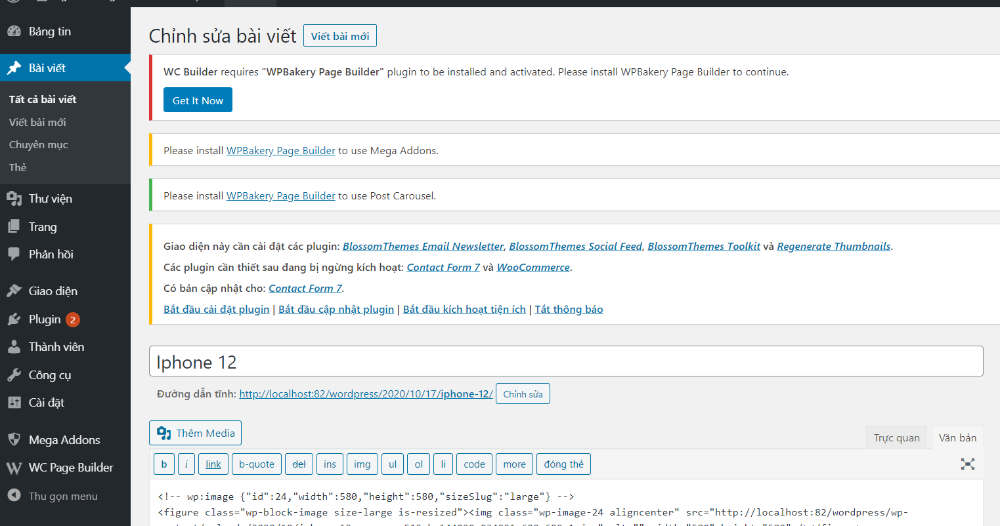 Bảng tin
Bài viết
Tất cả bài viết
Viết bài mới
Chuyên mục
Thẻ
Thư viện
Trang
Phản hồi
Giao diện
Plugin 2
Thành viên
Công cụ
Cài đặt
Mega Addons
WC Page Builder
Thu gọn menu
Chỉnh sửa bài viết Viết bài mới
WC Builder requires "WPBakery Page Builder" plugin to be installed and activated. Please install WPBakery Page Builder to continue.
Get It Now
Please install WPBakery Page Builder to use Mega Addons.
Please install WPBakery Page Builder to use Post Carousel.
Giao diện này cần cài đặt các plugin: BlossomThemes Email Newsletter, BlossomThemes Social Feed, BlossomThemes Toolkit và Regenerate Thumbnails.
Các plugin cần thiết sau đang bị ngừng kích hoạt: Contact Form 7 và WooCommerce.
Có bản cập nhật cho: Contact Form 7.
Bắt đầu cài đặt plugin | Bắt đầu cập nhật plugin | Bắt đầu kích hoạt tiện ích | Tắt thông báo
Iphone 12
Đường dẫn tĩnh: http://localhost:82/wordpress/2020/10/17/iphone-12/ Chỉnh sửa
Thêm Media
Trực quan Văn bản
b i link b-quote del ins img ul ol li code more đóng thẻ
<!-- wp:image {"id":24,"width":580,"height":580,"sizeSlug":"large"} -->
<figure class="wp-block-image size-large is-resized"><img class="wp-image-24 aligncenter" src="http://localhost:82/wordpress/wp-